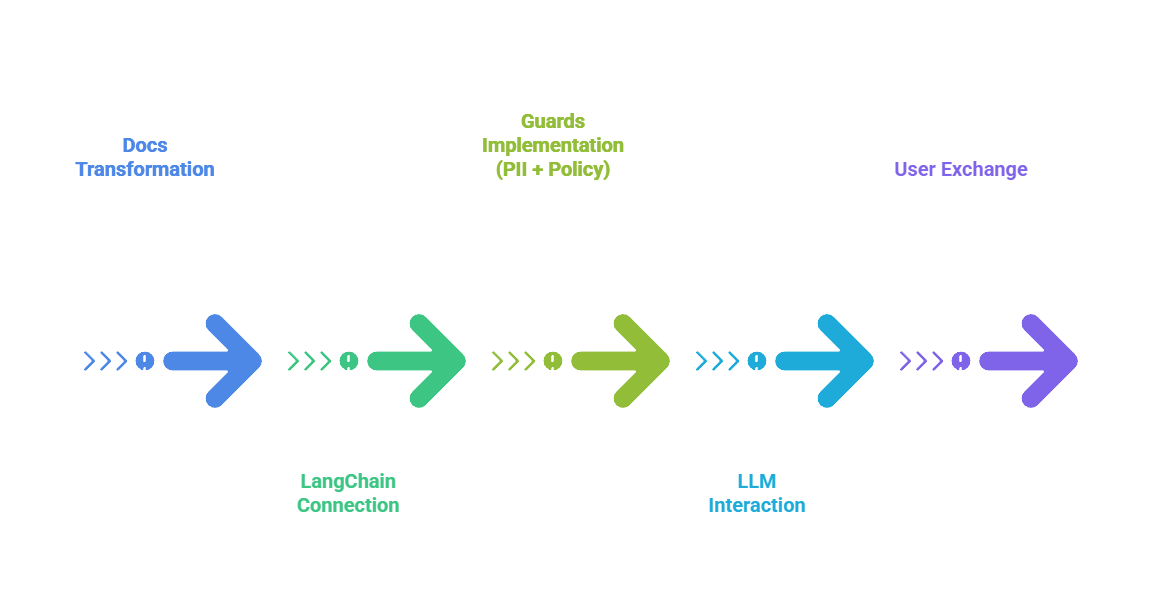 Docs
Transformation
LangChain
Connection
Guards
Implementation
(PII + Policy)
LLM
Interaction
User Exchange